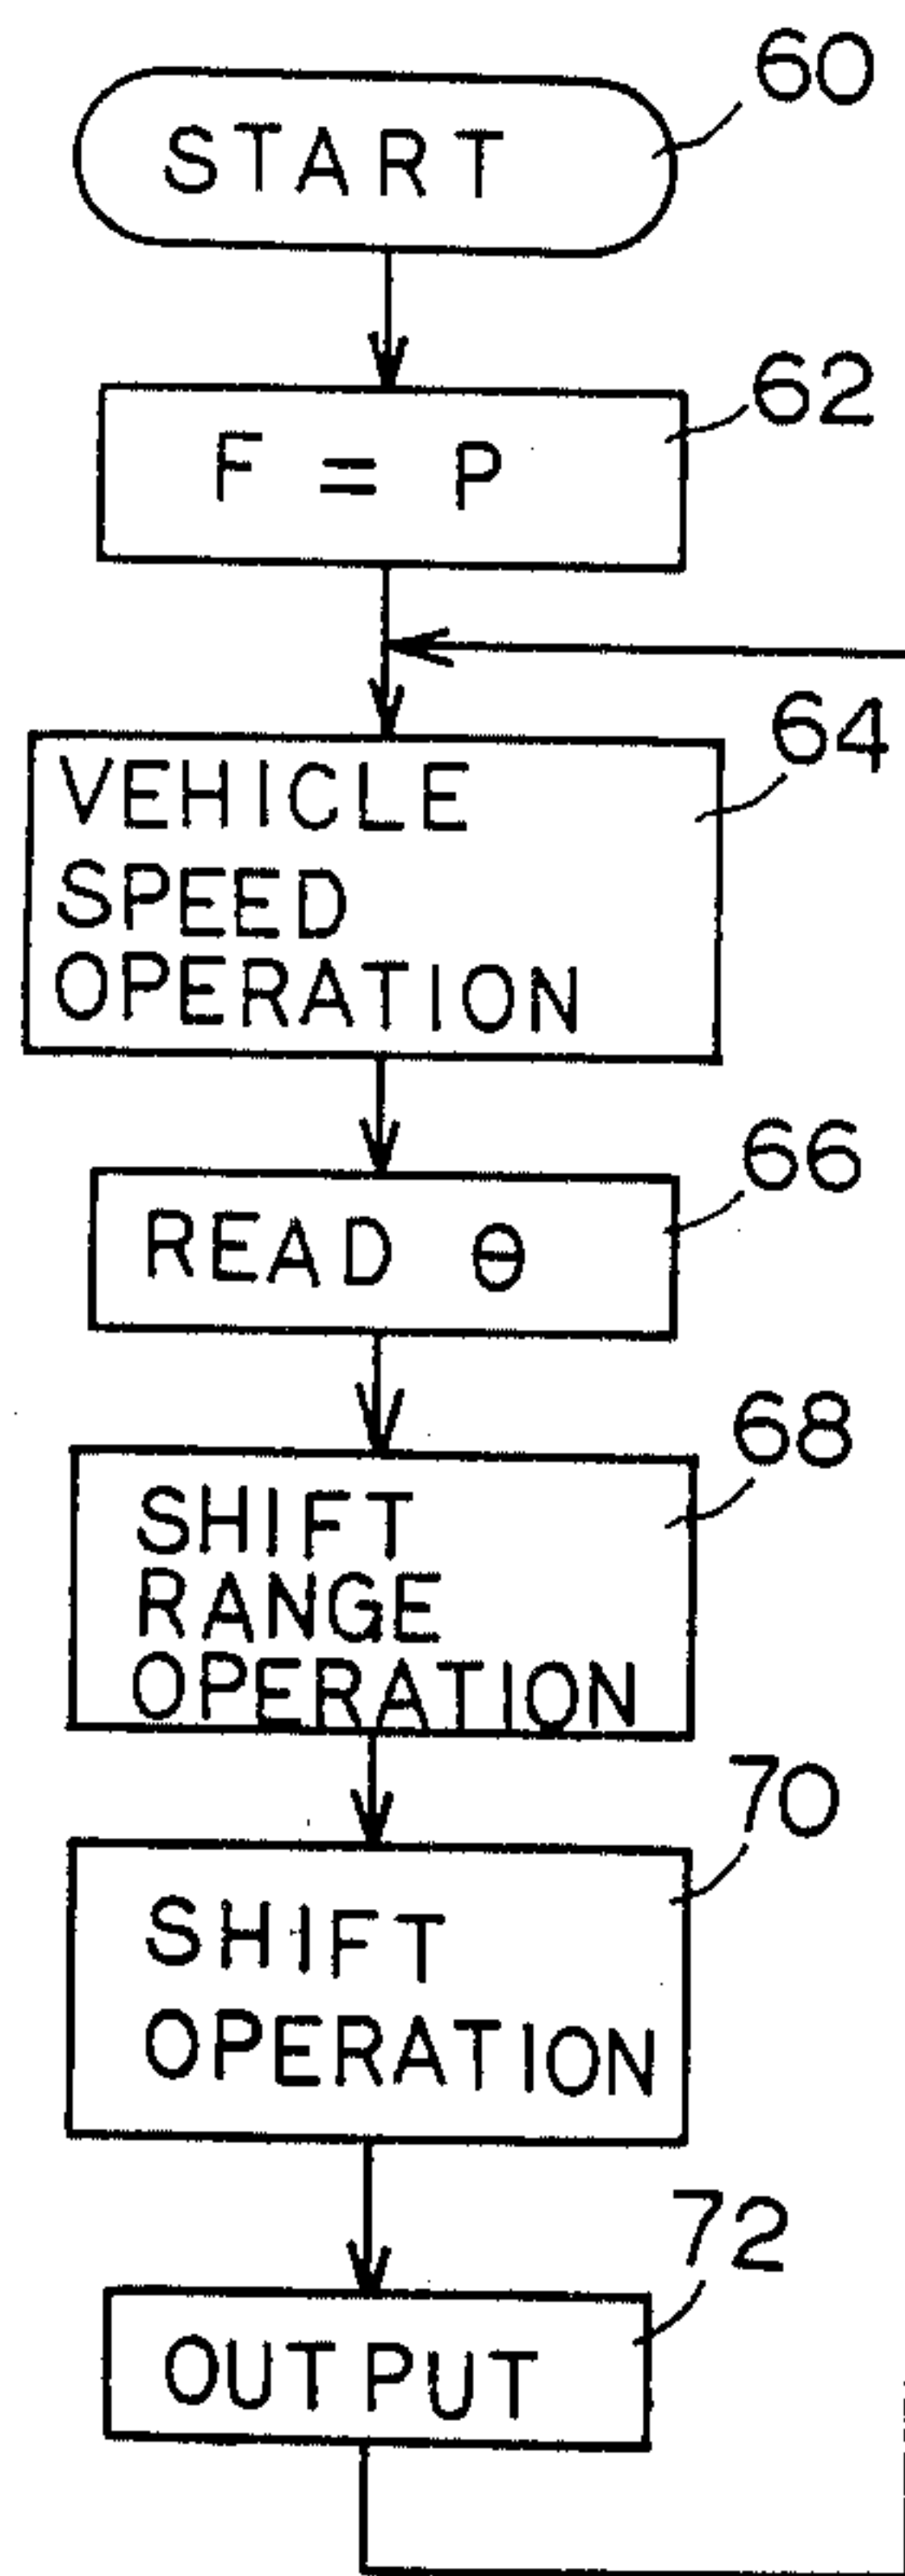 60
START
62
F = P
64
VEHICLE
SPEED
OPERATION
66
READ θ
68
SHIFT
RANGE
OPERATION
70
SHIFT
OPERATION
72
OUTPUT